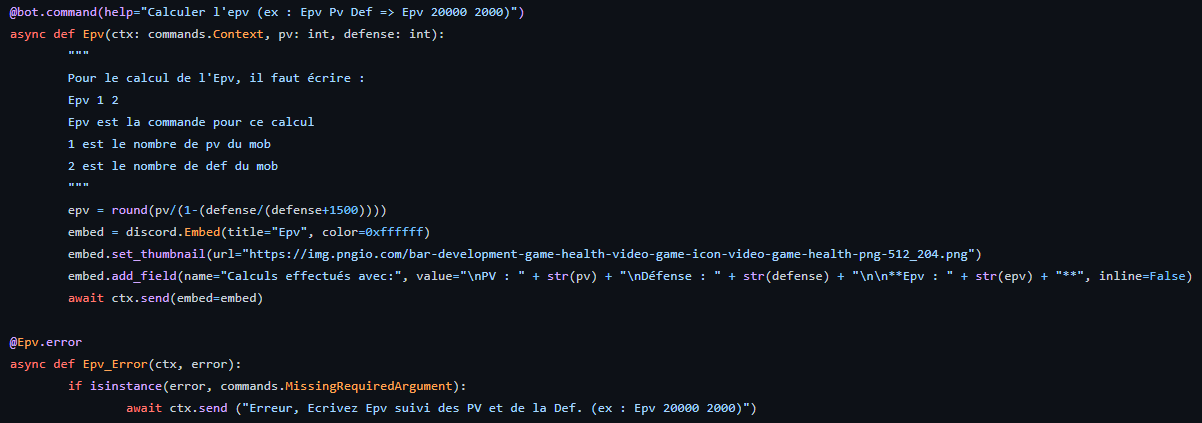 @bot.command(help="Calculer l'epv (ex : Epv Pv Def => Epv 20000 2000)")
async def Epv(ctx: commands.Context, pv: int, defense: int):
"""
Pour le calcul de l'Epv, il faut écrire :
Epv 1 2
Epv est la commande pour ce calcul
1 est le nombre de pv du mob
2 est le nombre de def du mob
"""
epv = round(pv/(1-(defense/(defense+1500))))
embed = discord.Embed(title="Epv", color=0xffffff)
embed.set_thumbnail(url="https://img.pngio.com/bar-development-game-health-video-game-icon-video-game-health-png-512_204.png")
embed.add_field(name="Calculs effectués avec:", value="\nPV : " + str(pv) + "\nDéfense : " + str(defense) + "\n\n**Epv : " + str(epv) + "**", inline=False)
await ctx.send(embed=embed)
@Epv.error
async def Epv_Error(ctx, error):
if isinstance(error, commands.MissingRequiredArgument):
await ctx.send ("Erreur, Ecrivez Epv suivi des PV et de la Def. (ex : Epv 20000 2000)")